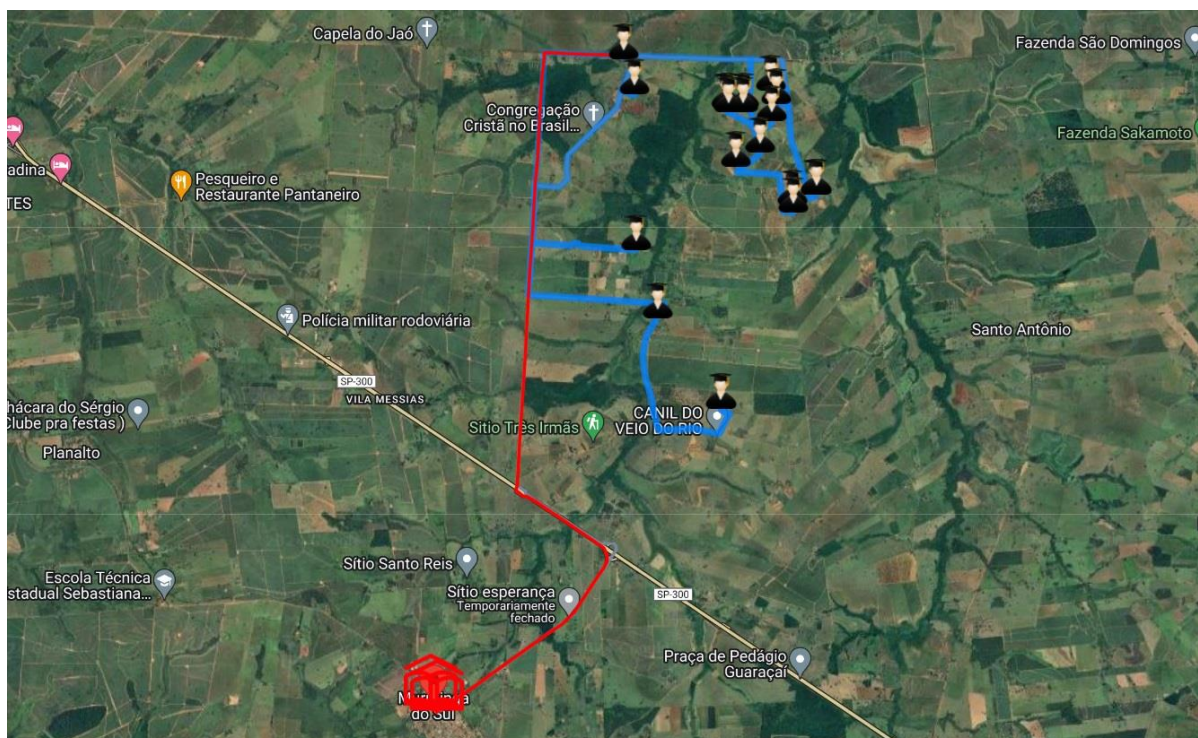 Capela do Jaó
Fazenda São Domingos
Congregação
Cristã no Brasil...
Fazenda Sakamoto
adina
Pesqueiro e
Restaurante Pantaneiro
TES
Polícia militar rodoviária
Santo Antônio
SP-300
VILA MESSIAS
hácara do Sérgio
Clube pra festas )
Sitio Três Irmãs
CANIL DO
VEIO DO RIO
Planalto
Sítio Santo Reis
Escola Técnica
stadual Sebastiana...
Sítio esperança
Temporariamente
fechado
SP-300
Praça de Pedágio
Guaraçaí
do Sul